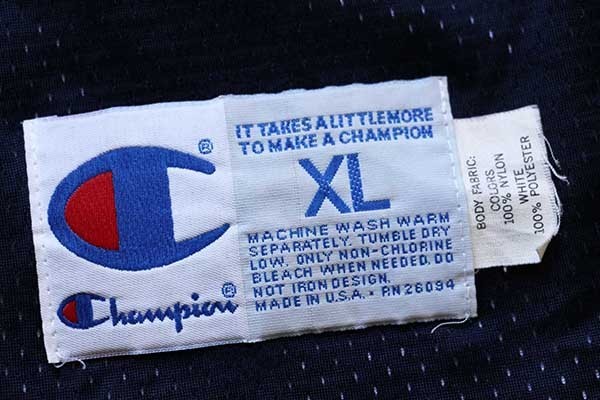 ®
Champion®
IT TAKES A LITTLE MORE
TO MAKE A CHAMPION
XL
MACHINE WASH WARM
SEPARATELY. TUMBLE DRY
LOW. ONLY NON-CHLORINE
BLEACH WHEN NEEDED. DO
NOT IRON DESIGN.
MADE IN U.S.A. • RN 26094
BODY FABRIC:
COLORS
100% NYLON
WHITE
100% POLYESTER